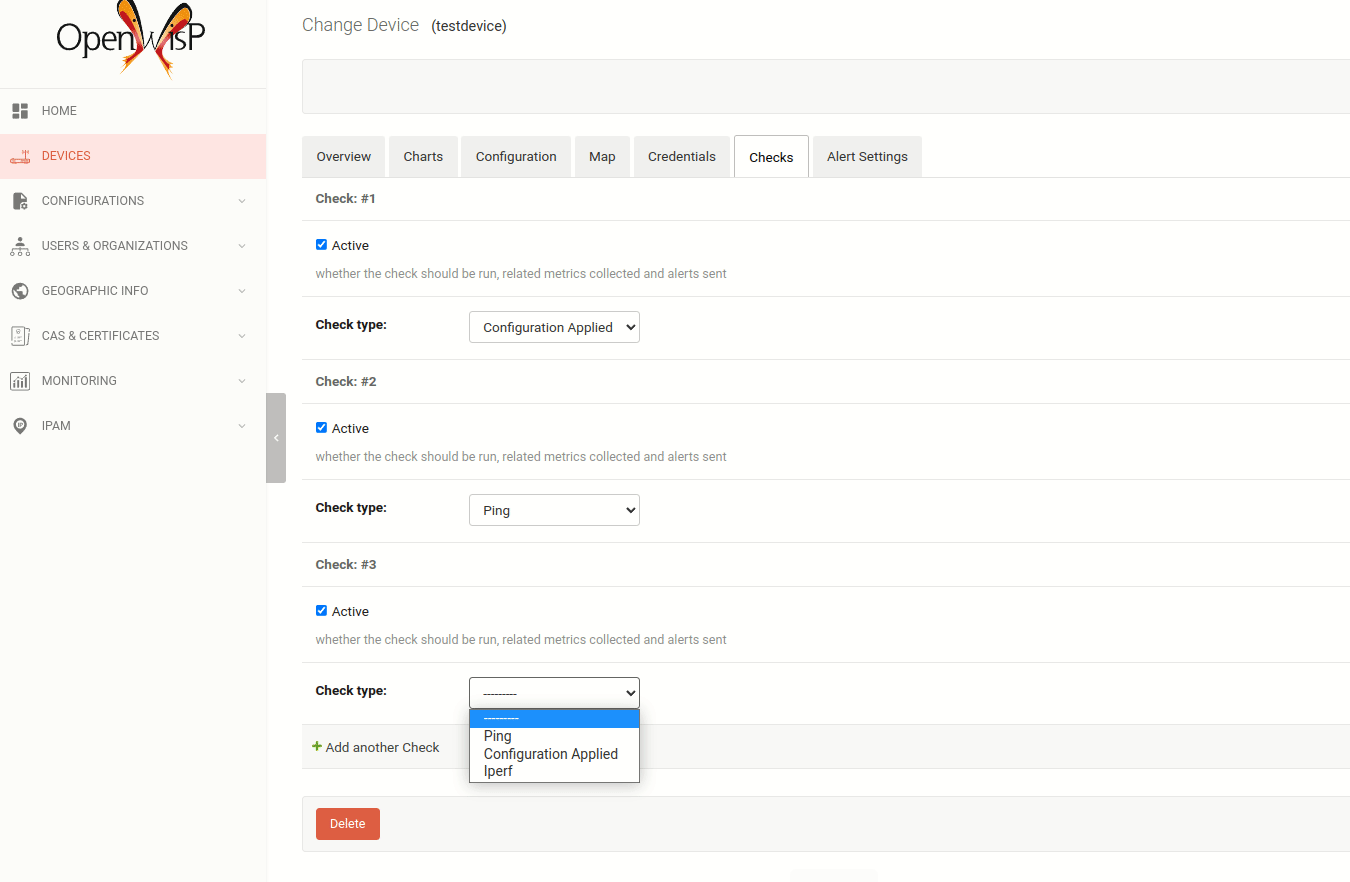 OpenWISP
HOME
DEVICES
CONFIGURATIONS
USERS & ORGANIZATIONS
GEOGRAPHIC INFO
CAS & CERTIFICATES
MONITORING
IPAM
Change Device (testdevice)
Overview Charts Configuration Map Credentials Checks Alert Settings
Check: #1
Active
whether the check should be run, related metrics collected and alerts sent
Check type: Configuration Applied
Check: #2
Active
whether the check should be run, related metrics collected and alerts sent
Check type: Ping
Check: #3
Active
whether the check should be run, related metrics collected and alerts sent
Check type: ---------
---------
Ping
Configuration Applied
Iperf
Add another Check
Delete